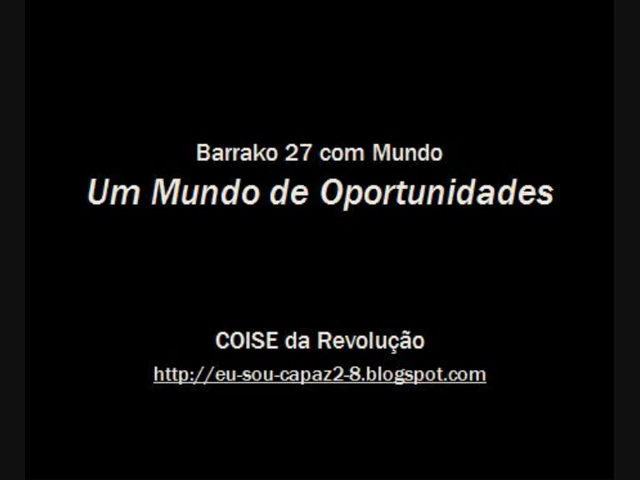 Barrako 27 com Mundo
Um Mundo de Oportunidades
COISE da Revolução
http://eu-sou-capaz2-8.blogspot.com